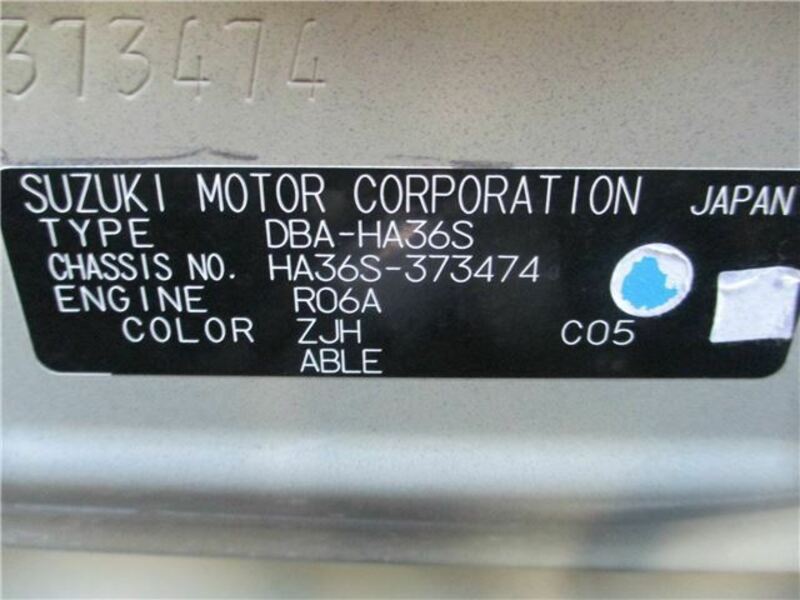 373474
SUZUKI MOTOR CORPORATION JAPAN
TYPE DBA-HA36S
CHASSIS NO. HA36S-373474
ENGINE R06A
COLOR ZJH C05
ABLE